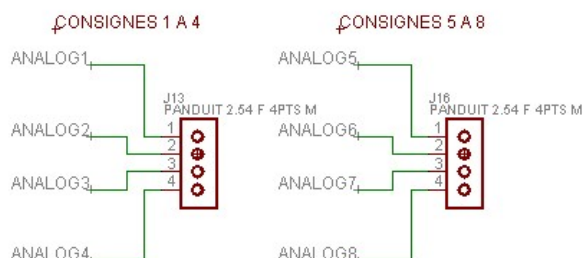 CONSIGNES 1 A 4
ANALOG1
J13
PANDUIT 2.54 F 4PTS M
1
ANALOG2
2
3
ANALOG3
4
ANALOG4
CONSIGNES 5 A 8
ANALOG5
J16
PANDUIT 2.54 F 4PTS M
1
ANALOG6
2
3
ANALOG7
4
ANALOG8